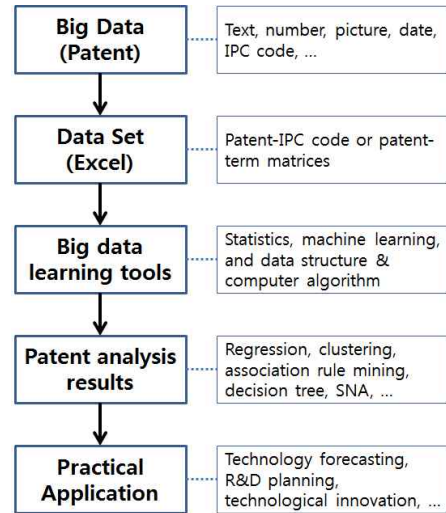 Big Data
(Patent)
Text, number, picture, date,
IPC code, ...
Data Set
(Excel)
Patent-IPC code or patent-
term matrices
Big data
learning tools
Statistics, machine learning,
and data structure &
computer algorithm
Patent analysis
results
Regression, clustering,
association rule mining,
decision tree, SNA, ...
Practical
Application
Technology forecasting,
R&D planning,
technological innovation, ...